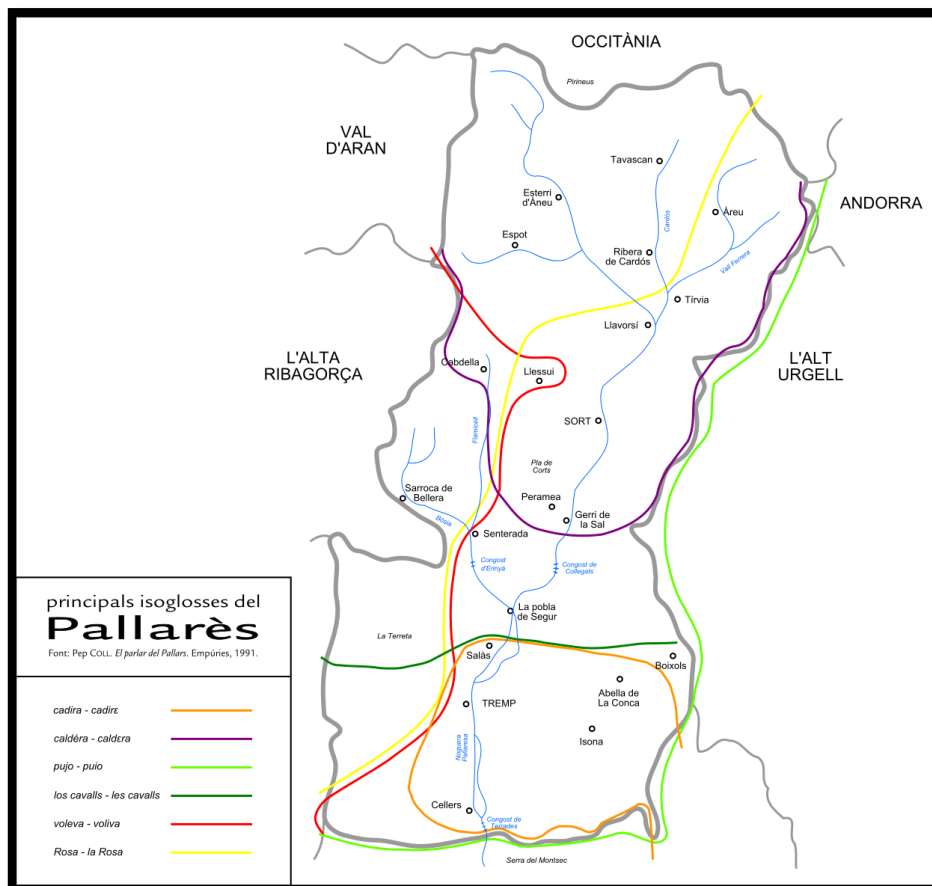 OCCITÀNIA
Pirineus
VAL
D'ARAN
Tavascan
Esterri
d'Àneu
Cardós
Àreu
ANDORRA
Espot
Ribera
de Cardós
Vall Ferrera
Tírvia
Llavorsí
L'ALTA
RIBAGORÇA
Cabdella
Llessui
L'ALT
URGELL
SORT
Flamicell
Pla de
Corts
Sarroca de
Bellera
Peramea
Bòsia
Gerri de
la Sal
Senterada
Congost
d'Erinyà
Congost de
Collegats
La pobla
de Segur
La Terreta
Salàs
Boixols
Abella de
La Conca
TREMP
Isona
Noguera
Pallaresa
Cellers
Congost de
Terrades
Serra del Montsec
principals isoglosses del
Pallarès
Font: Pep COLL. El parlar del Pallars. Empúries, 1991.
cadira - cadirɛ
caldéra - caldɛra
pujo - puio
los cavalls - les cavalls
voleva - voliva
Rosa - la Rosa